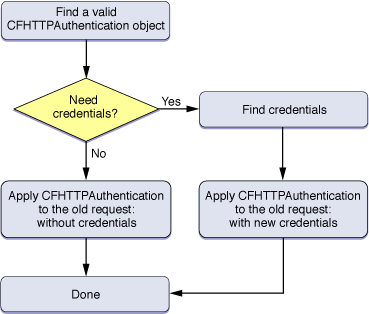 Find a valid
CFHTTPAuthentication object
Need
credentials?
Yes
Find credentials
No
Apply CFHTTPAuthentication
to the old request:
without credentials
Apply CFHTTPAuthentication
to the old request:
with new credentials
Done